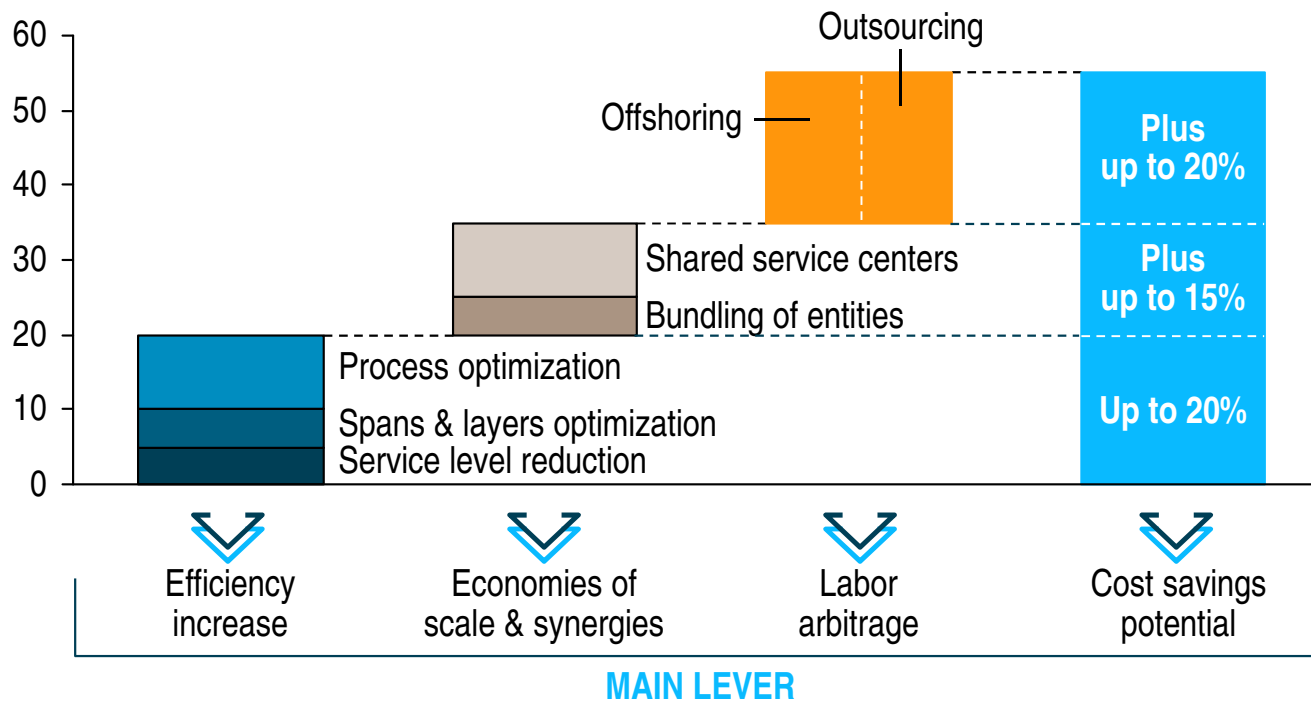 60
50
40
30
20
10
0
Outsourcing
Offshoring
Shared service centers
Bundling of entities
Process optimization
Spans & layers optimization
Service level reduction
Plus
up to 20%
Plus
up to 15%
Up to 20%
Efficiency
increase
Economies of
scale & synergies
Labor
arbitrage
Cost savings
potential
MAIN LEVER